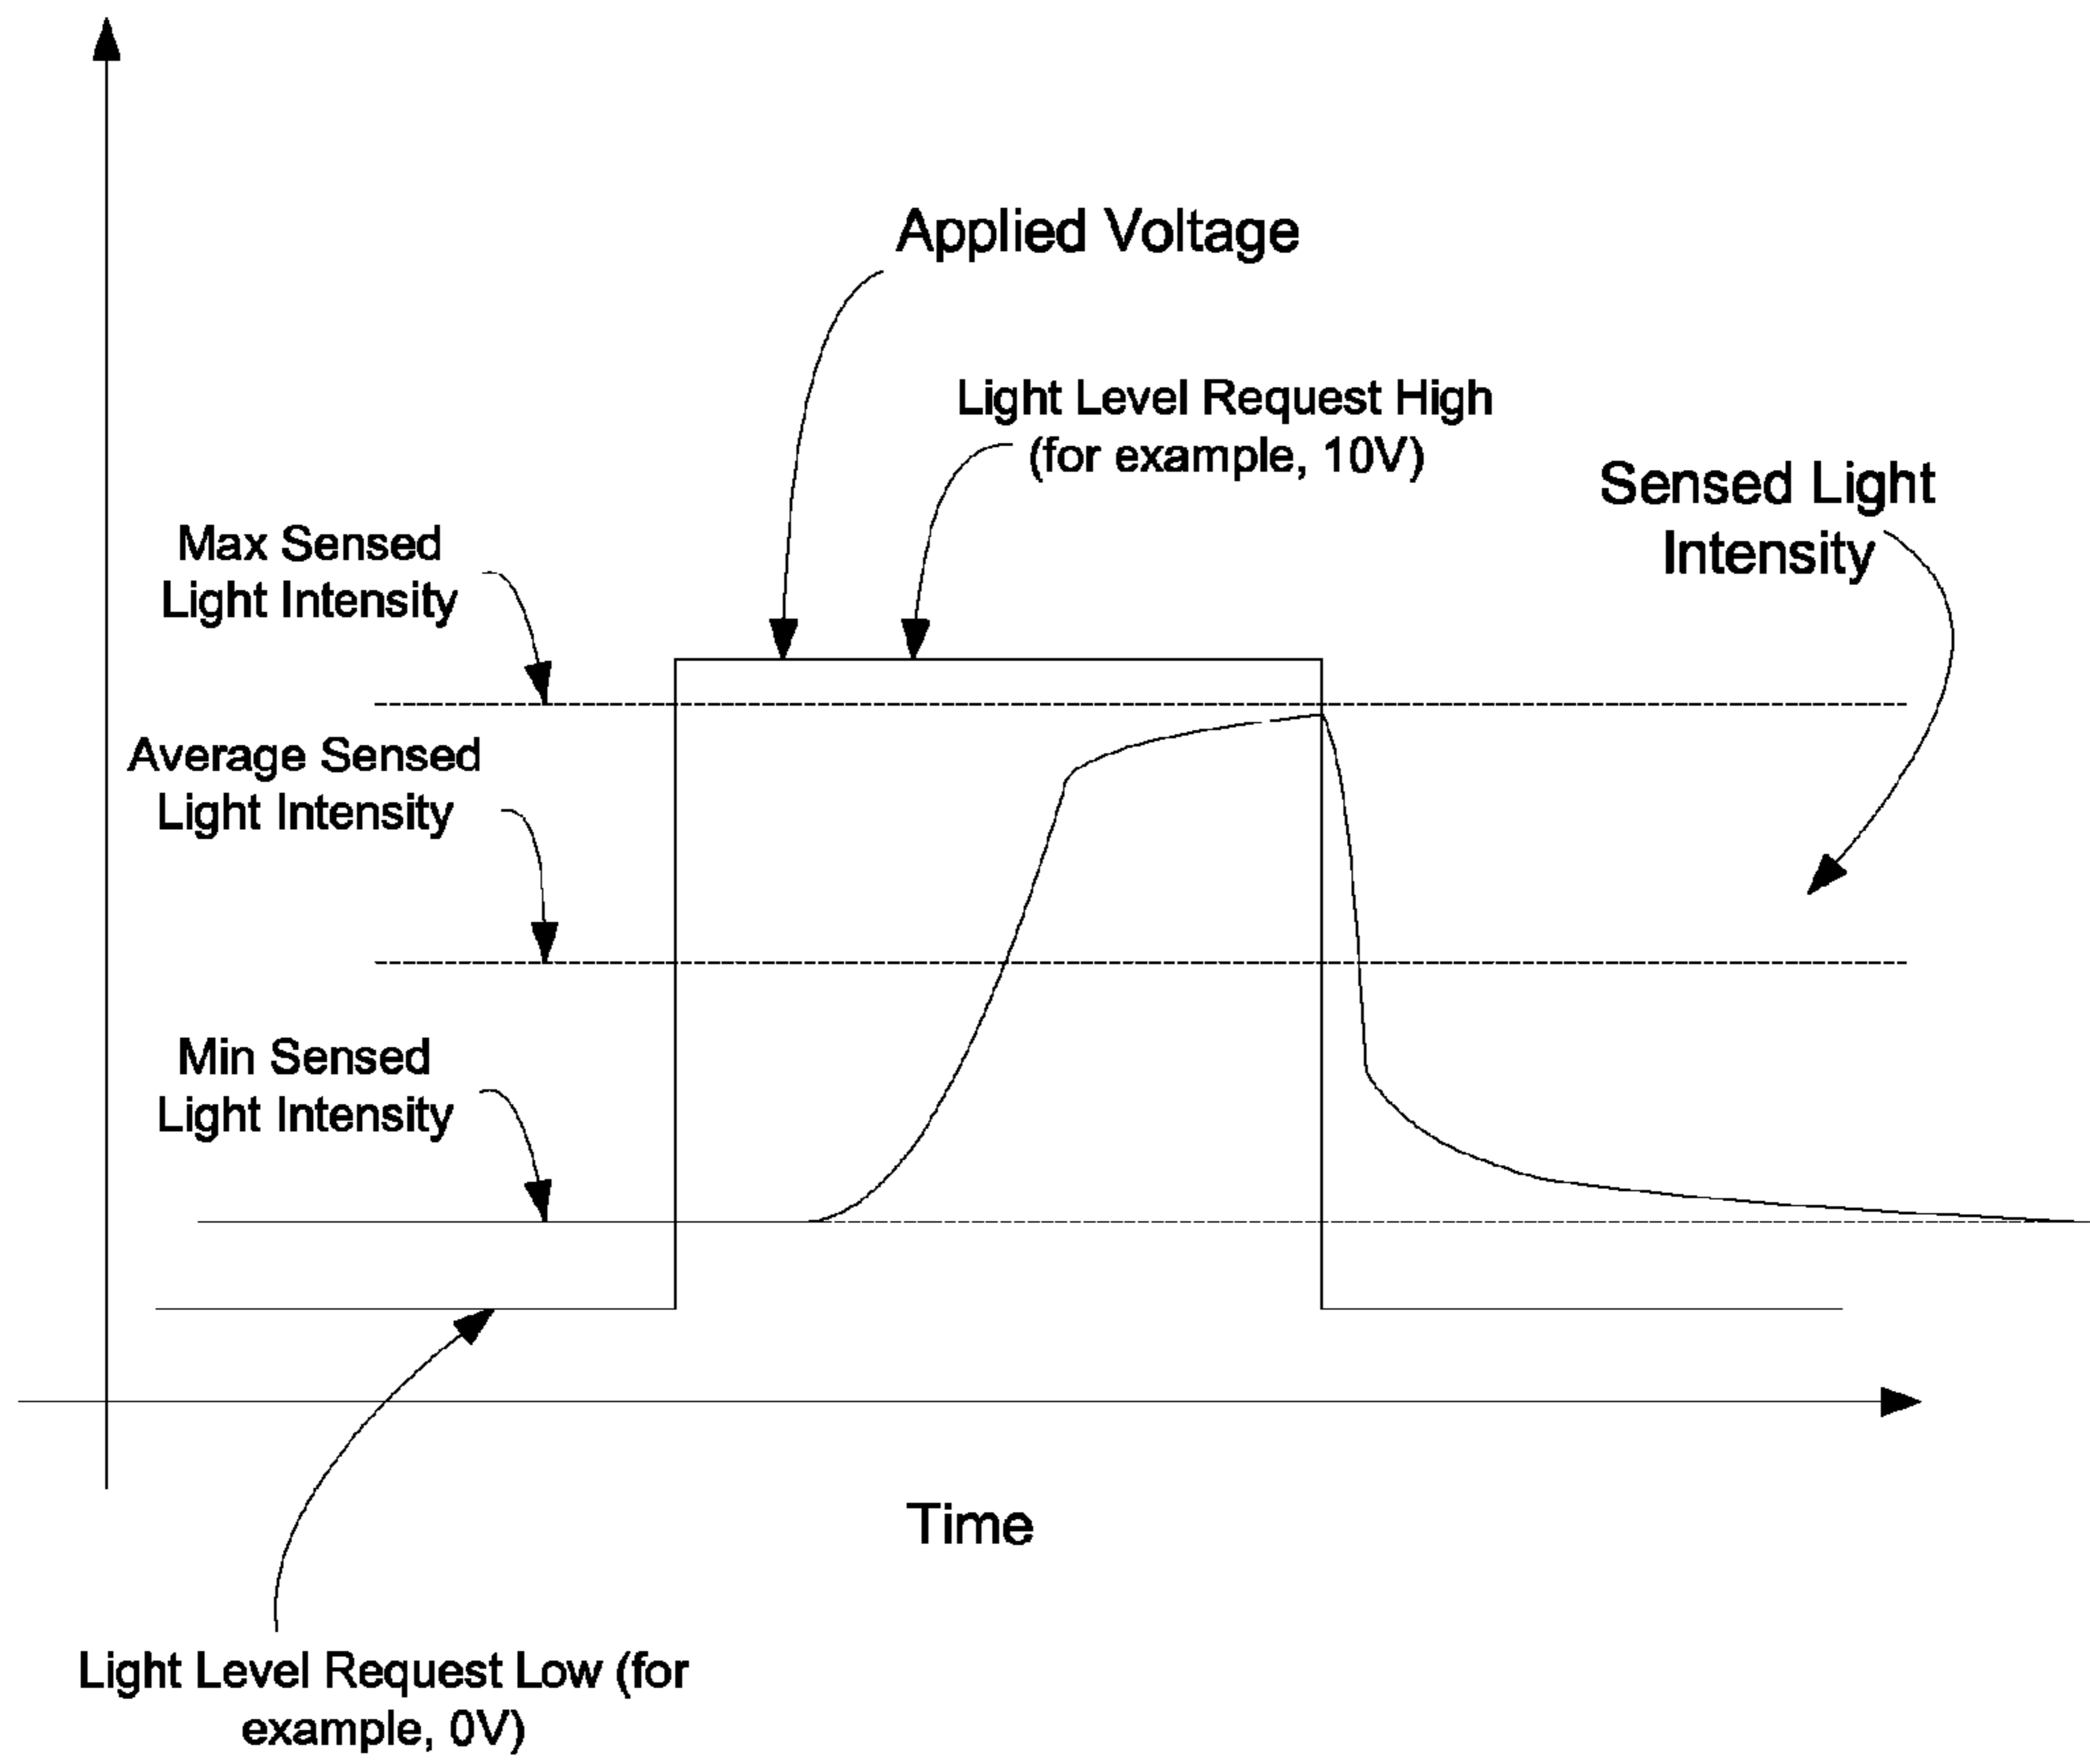 Applied Voltage
Light Level Request High
(for example, 10V)
Sensed Light
Intensity
Max Sensed
Light Intensity
Average Sensed
Light Intensity
Min Sensed
Light Intensity
Time
Light Level Request Low (for
example, 0V)